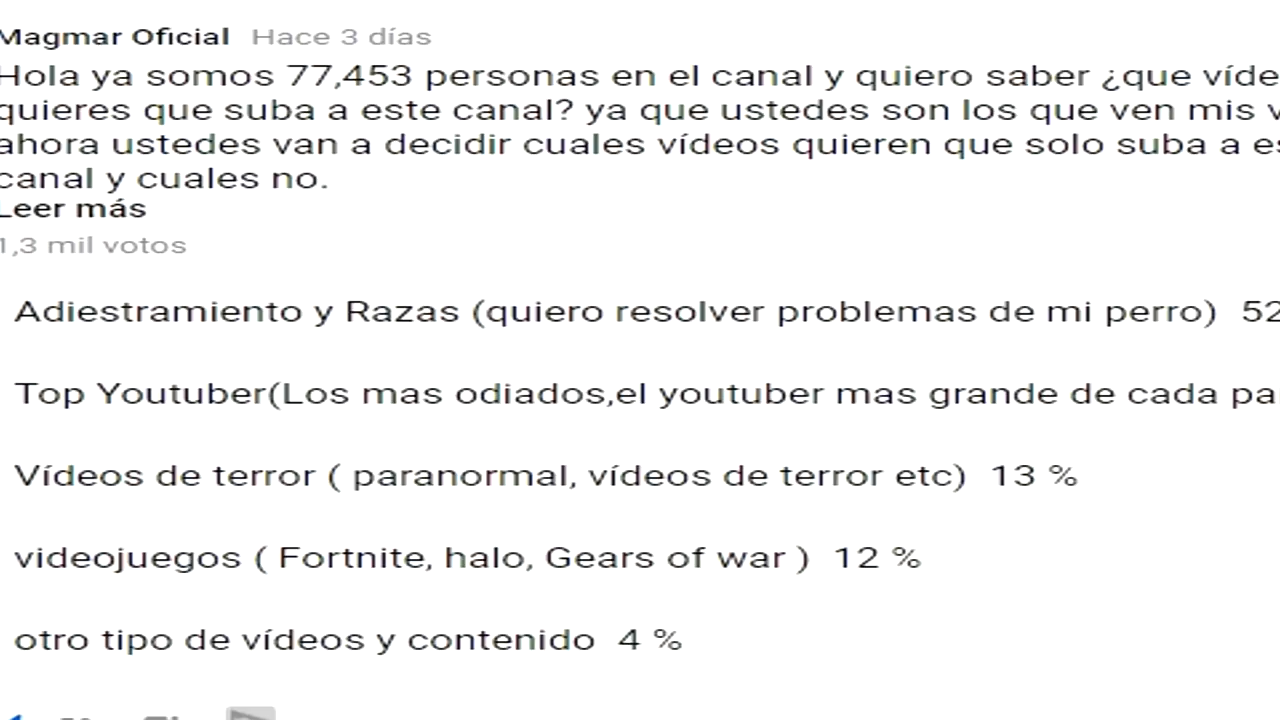 Magmar Oficial Hace 3 días
Hola ya somos 77,453 personas en el canal y quiero saber ¿que víde
quieres que suba a este canal? ya que ustedes son los que ven mis v
ahora ustedes van a decidir cuales vídeos quieren que solo suba a es
canal y cuales no.
Leer más
1,3 mil votos
Adiestramiento y Razas (quiero resolver problemas de mi perro) 52
Top Youtuber(Los mas odiados,el youtuber mas grande de cada pa
Vídeos de terror ( paranormal, vídeos de terror etc) 13 %
videojuegos ( Fortnite, halo, Gears of war ) 12 %
otro tipo de vídeos y contenido 4 %